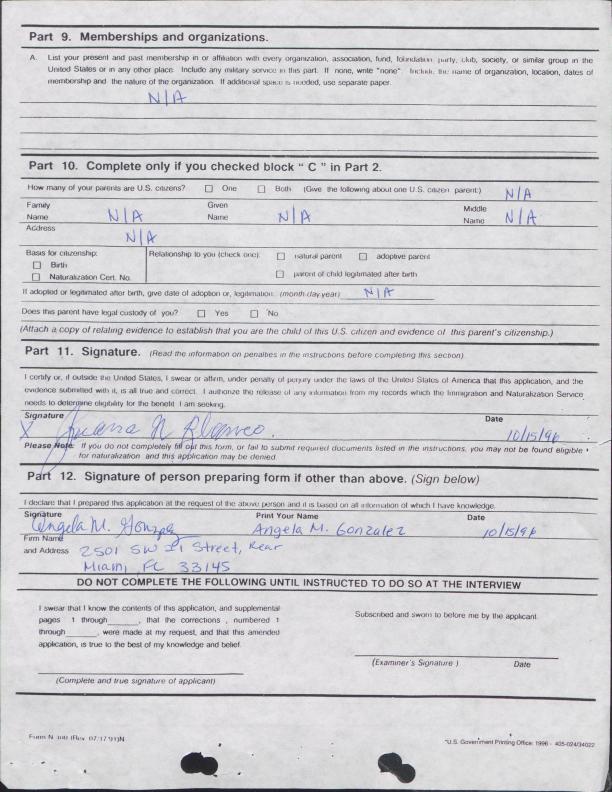 Part 9. Memberships and organizations.
A. List your present and past membership in or affiliation with every organization, association, fund, foundation, party, club, society, or similar group in the
United States or in any other place. Include any military service in this part. If none, write "none". Include the name of organization, location, dates of
membership and the nature of the organization. If additional space is needed, use separate paper.
N/A
Part 10. Complete only if you checked block " C " in Part 2.
How many of your parents are U.S. citizens? One Both (Give the following about one U.S. citizen parent:) N/A
Family Given Middle
Name N/A Name N/A Name N/A
Address
N/A
Basis for citizenship: Relationship to you (check one): natural parent adoptive parent
Birth
Naturalization Cert. No. parent of child legitimated after birth
If adopted or legitimated after birth, give date of adoption or, legitimation: (month/day/year) N/A
Does this parent have legal custody of you? Yes No
(Attach a copy of relating evidence to establish that you are the child of this U.S. citizen and evidence of this parent's citizenship.)
Part 11. Signature. (Read the information on penalties in the instructions before completing this section)
I certify or, if outside the United States, I swear or affirm, under penalty of perjury under the laws of the United States of America that this application, and the
evidence submitted with it, is all true and correct. I authorize the release of any information from my records which the Immigration and Naturalization Service
needs to determine eligibility for the benefit I am seeking.
Signature Date
X Juana N Blanco 10/15/96
Please Note: If you do not completely fill out this form, or fail to submit required documents listed in the instructions, you may not be found eligible
for naturalization and this application may be denied.
Part 12. Signature of person preparing form if other than above. (Sign below)
I declare that I prepared this application at the request of the above person and it is based on all information of which I have knowledge.
Signature Print Your Name Date
Angela M. Gonzalez Angela M. Gonzalez 10/15/96
Firm Name
and Address 2501 SW Street, Rear
Miami, FL 33145
DO NOT COMPLETE THE FOLLOWING UNTIL INSTRUCTED TO DO SO AT THE INTERVIEW
I swear that I know the contents of this application, and supplemental
pages 1 through , that the corrections , numbered 1
through , were made at my request, and that this amended
application, is true to the best of my knowledge and belief.
(Complete and true signature of applicant)
Subscribed and sworn to before me by the applicant.
(Examiner's Signature ) Date
Form N-400 (Rev. 07/17/91)N
*U.S. Government Printing Office: 1996 - 405-024/34022